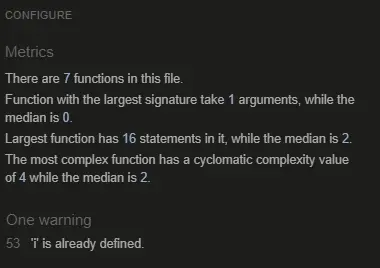 CONFIGURE
Metrics
There are 7 functions in this file.
Function with the largest signature take 1 arguments, while the
median is 0.
Largest function has 16 statements in it, while the median is 2.
The most complex function has a cyclomatic complexity value
of 4 while the median is 2.
One warning
53 'i' is already defined.